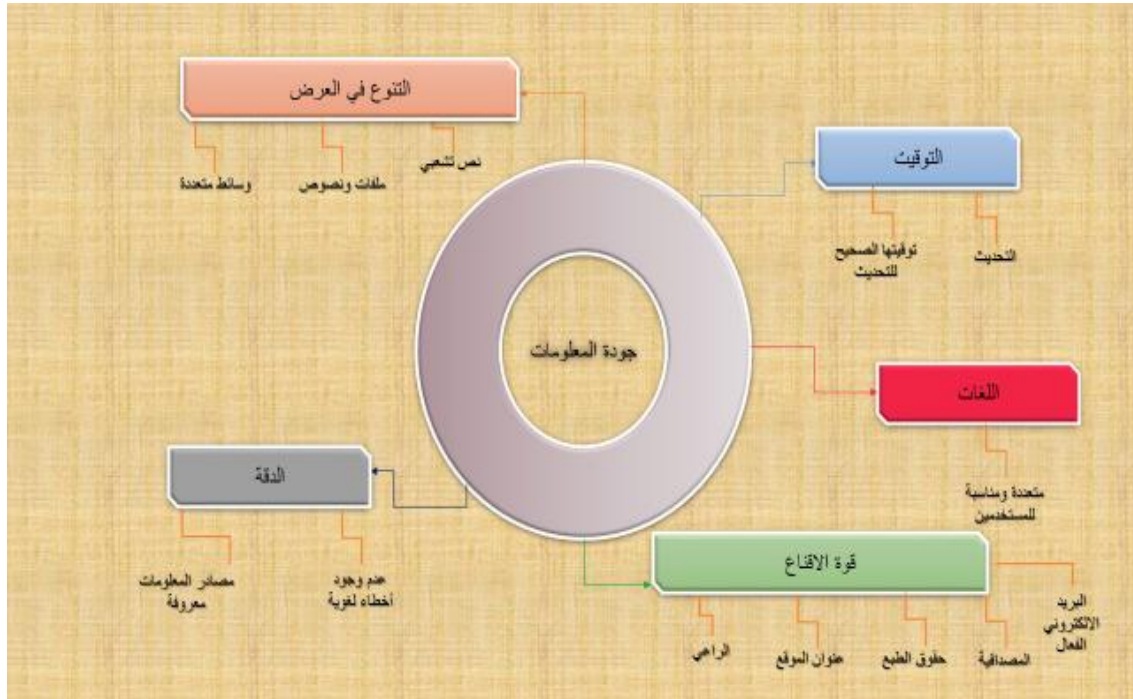 التنوع في العرض
نص تشعبي
ملفات ونصوص
وسائط متعددة
التوقيت
التحديث
توقيتها الصحيح
للتحديث
جودة المعلومات
اللغات
متعددة ومناسبة
للمستخدمين
الدقة
عدم وجود
أخطاء لغوية
مصادر المعلومات
معروفة
قوة الاقناع
البريد
الالكتروني
الفعال
المصداقية
حقوق الطبع
عنوان الموقع
الراعي